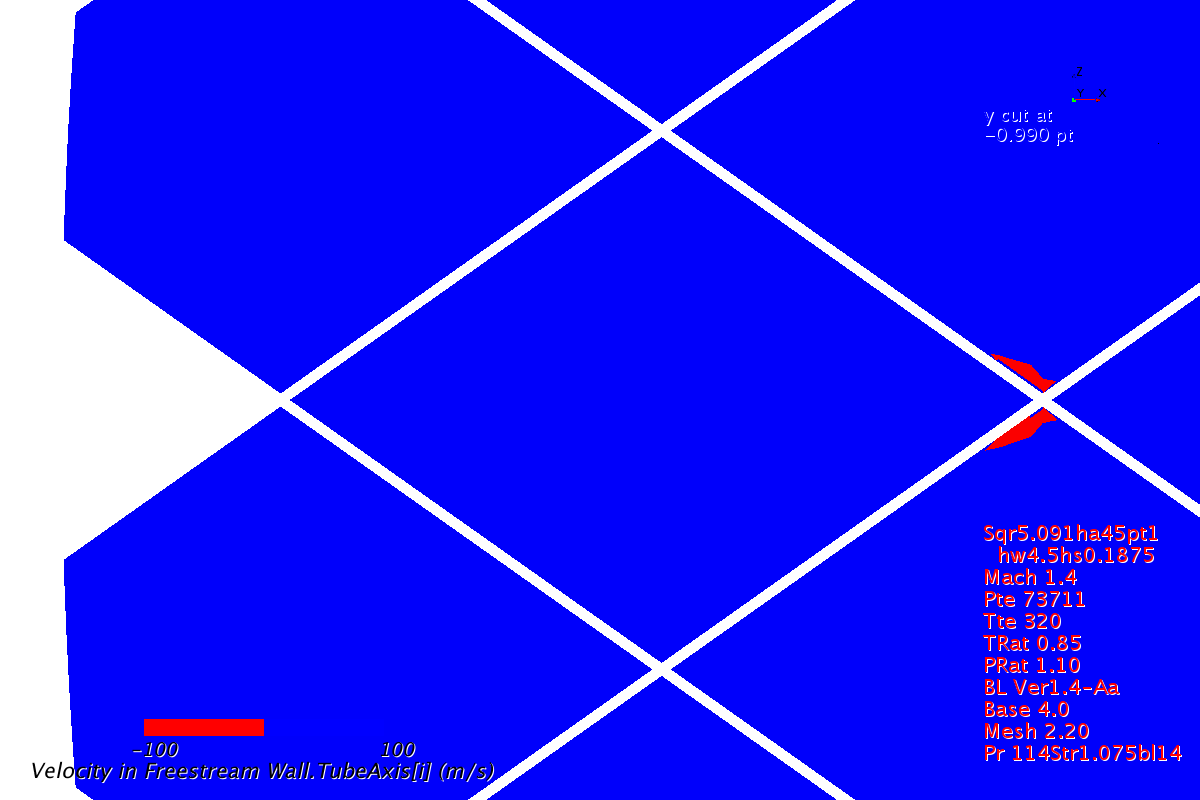 Z
Y X
y cut at
-0.990 pt
Sqr5.091ha45pt1
hw4.5hs0.1875
Mach 1.4
Pte 73711
Tte 320
TRat 0.85
PRat 1.10
BL Ver1.4-Aa
Base 4.0
Mesh 2.20
Pr 114Str1.075bl14
-100 100
Velocity in Freestream Wall.TubeAxis[i] (m/s)